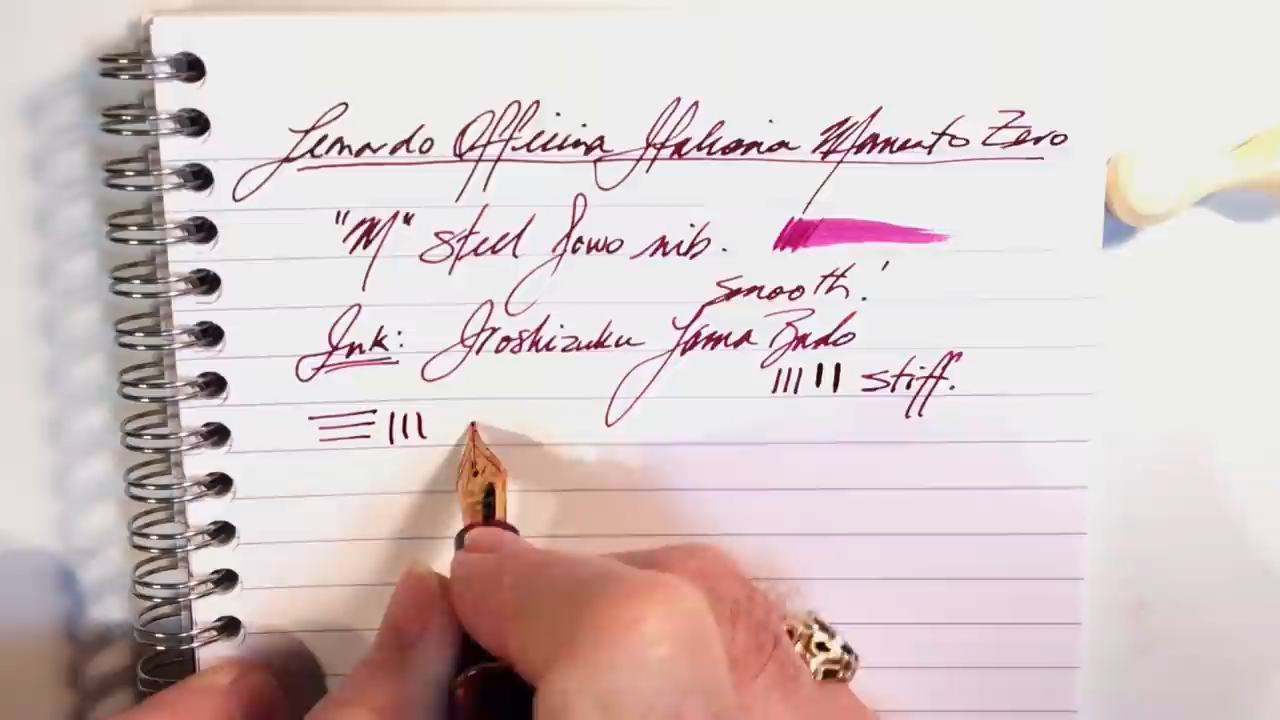 Leonardo Officina Italiana Momento Zero
"M" steel Jowo nib.
smooth!
Ink: Iroshizuku Yama Budo
stiff.